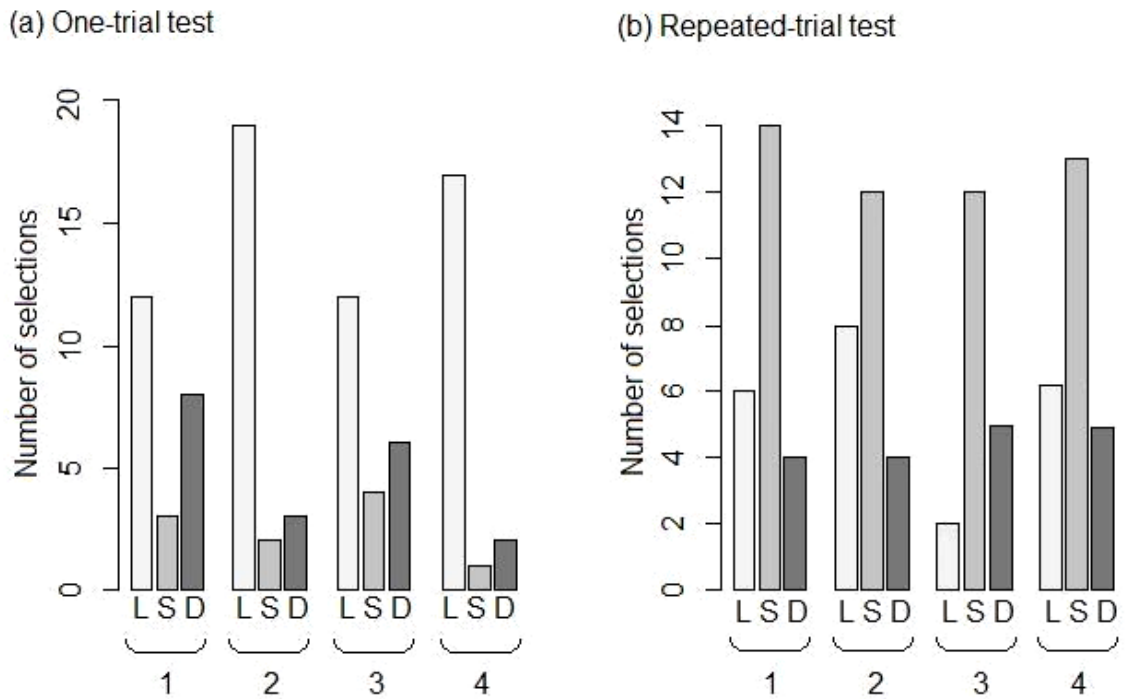 (a) One-trial test
Number of selections
20
15
10
5
0
L S D L S D L S D L S D
1 2 3 4
(b) Repeated-trial test
Number of selections
14
12
10
8
6
4
2
0
L S D L S D L S D L S D
1 2 3 4